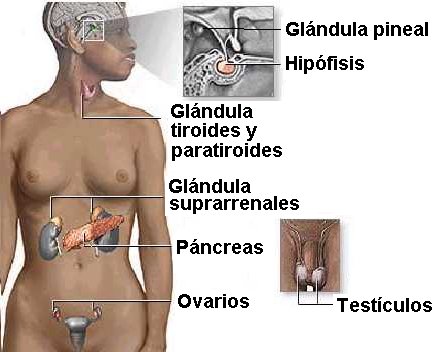 Glándula pineal
Hipófisis
Glándula
tiroides y
paratiroides
Glándula
suprarrenales
Páncreas
Ovarios
Testículos